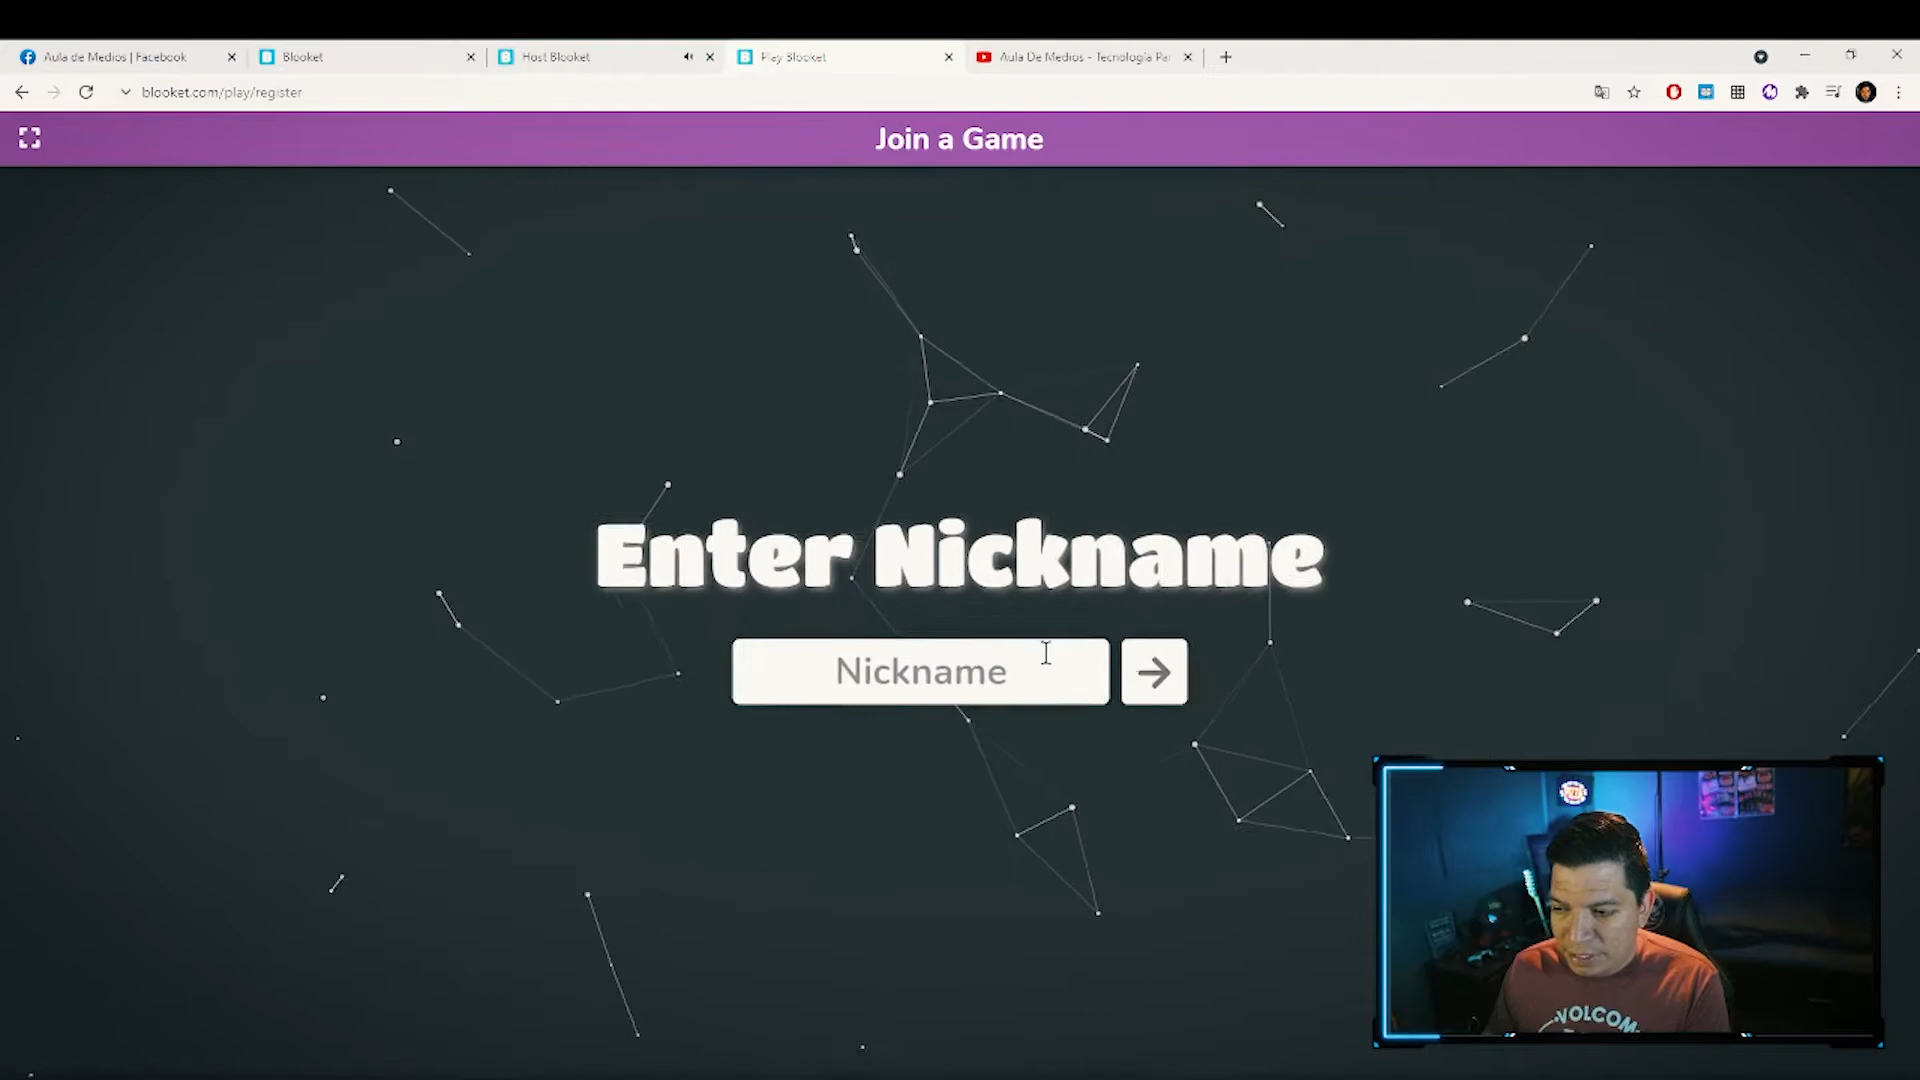 Aula de Medios | Facebook
Blooket
Host Blooket
Play Blooket
Aula De Medios - Tecnología Par
blooket.com/play/register
Join a Game
Enter Nickname
Nickname
VOLCOM